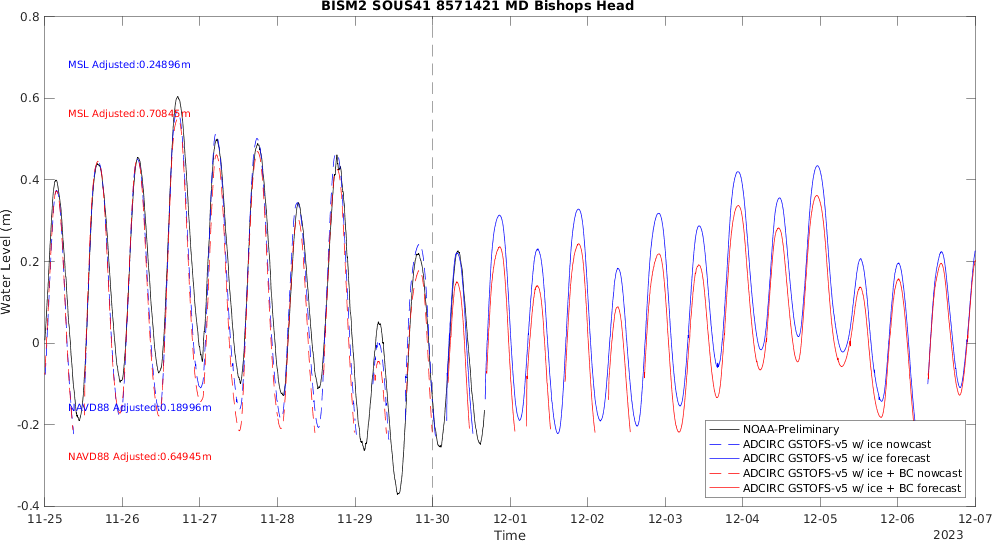 BISM2 SOUS41 8571421 MD Bishops Head
0.8
0.6
0.4
0.2
0
-0.2
-0.4
Water Level (m)
MSL Adjusted:0.24896m
MSL Adjusted:0.70845m
NAVD88 Adjusted:0.18996m
NAVD88 Adjusted:0.64945m
NOAA-Preliminary
ADCIRC GSTOFS-v5 w/ ice nowcast
ADCIRC GSTOFS-v5 w/ ice forecast
ADCIRC GSTOFS-v5 w/ ice + BC nowcast
ADCIRC GSTOFS-v5 w/ ice + BC forecast
11-25 11-26 11-27 11-28 11-29 11-30 12-01 12-02 12-03 12-04 12-05 12-06 12-07
Time
2023